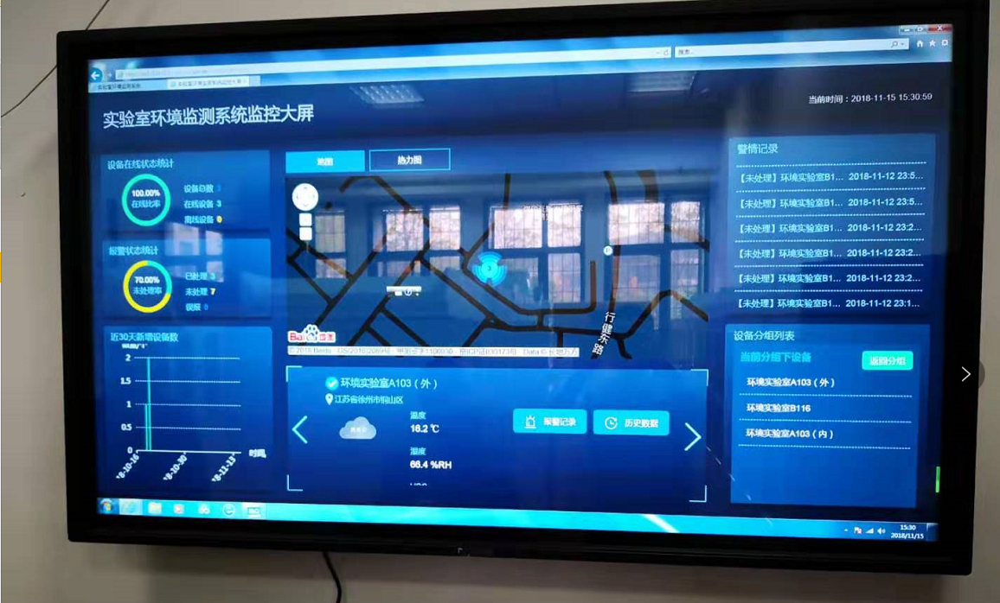 实验室环境监测系统监控大屏
当前时间：2018-11-15 15:30:59
设备在线状态统计
100.00%
在线比率
设备总数 3
在线设备 3
离线设备 0
报警状态统计
70.00%
未处理率
已处理 3
未处理 7
误报 0
近30天新增设备数
2
1.5
1
0.5
0
时间
8-10-16
8-10-30
8-11-13
地图
热力图
行健东路
Bai 地图
环境实验室A103（外）
江苏省徐州市铜山区
温度
16.2 ℃
湿度
66.4 %RH
报警记录
历史数据
警情记录
【未处理】环境实验室B1... 2018-11-12 23:5...
【未处理】环境实验室B1... 2018-11-12 23:5...
【未处理】环境实验室B1... 2018-11-12 23:2...
【未处理】环境实验室B1... 2018-11-12 23:2...
【未处理】环境实验室B1... 2018-11-12 23:2...
【未处理】环境实验室B1... 2018-11-12 23:1...
设备分组列表
当前分组下设备
返回分组
环境实验室A103（外）
环境实验室B116
环境实验室A103（内）
15:30
2018/11/15